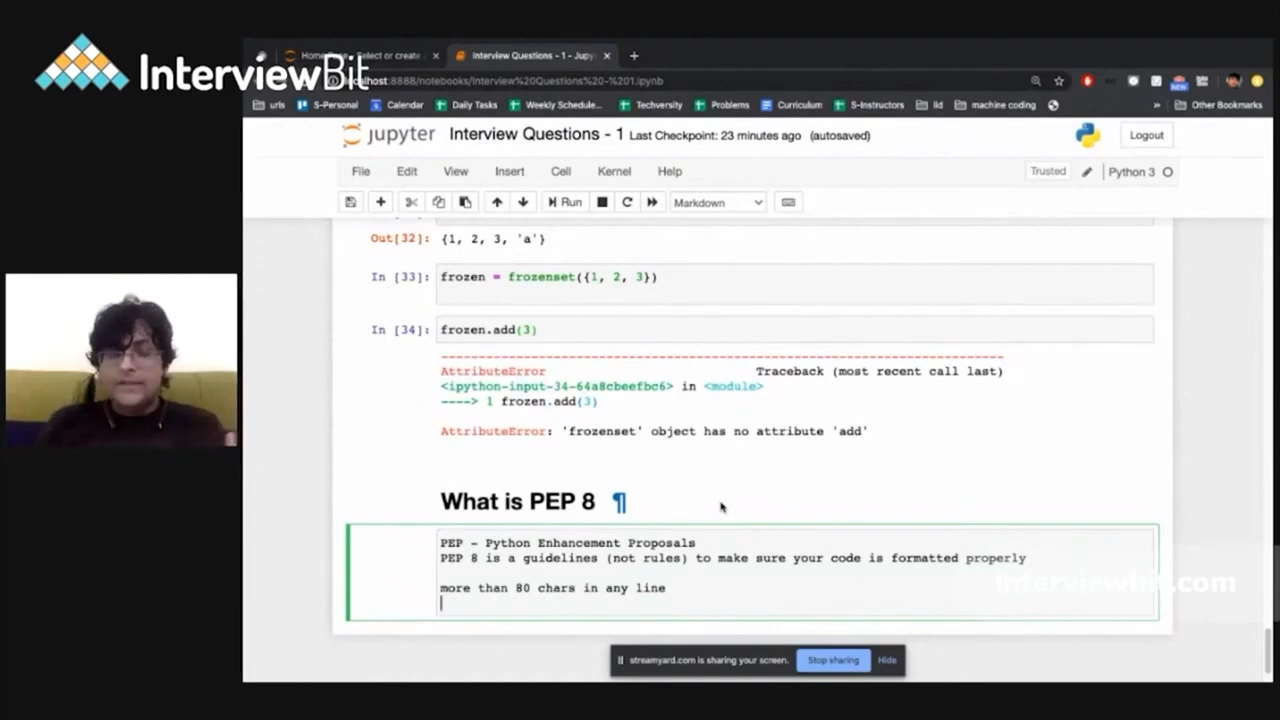 InterviewBit
Home Page - Select or create
Interview Questions - 1 - Jupy
localhost:8888/notebooks/Interview%20Questions%20-%201.ipynb
NEW
urls
S-Personal
Calendar
Daily Tasks
Weekly Schedule...
Techversity
Problems
Curriculum
S-Instructors
lld
machine coding
»
Other Bookmarks
jupyter Interview Questions - 1 Last Checkpoint: 23 minutes ago (autosaved)
Logout
File Edit View Insert Cell Kernel Help
Trusted
Python 3
Run
Markdown
Out[32]: {1, 2, 3, 'a'}
In [33]: frozen = frozenset({1, 2, 3})
In [34]: frozen.add(3)
---------------------------------------------------------------------------
AttributeError Traceback (most recent call last)
<ipython-input-34-64a8cbeefbc6> in <module>
----> 1 frozen.add(3)
AttributeError: 'frozenset' object has no attribute 'add'
What is PEP 8 ¶
PEP - Python Enhancement Proposals
PEP 8 is a guidelines (not rules) to make sure your code is formatted properly
more than 80 chars in any line
interviewbit.com
streamyard.com is sharing your screen.
Stop sharing
Hide